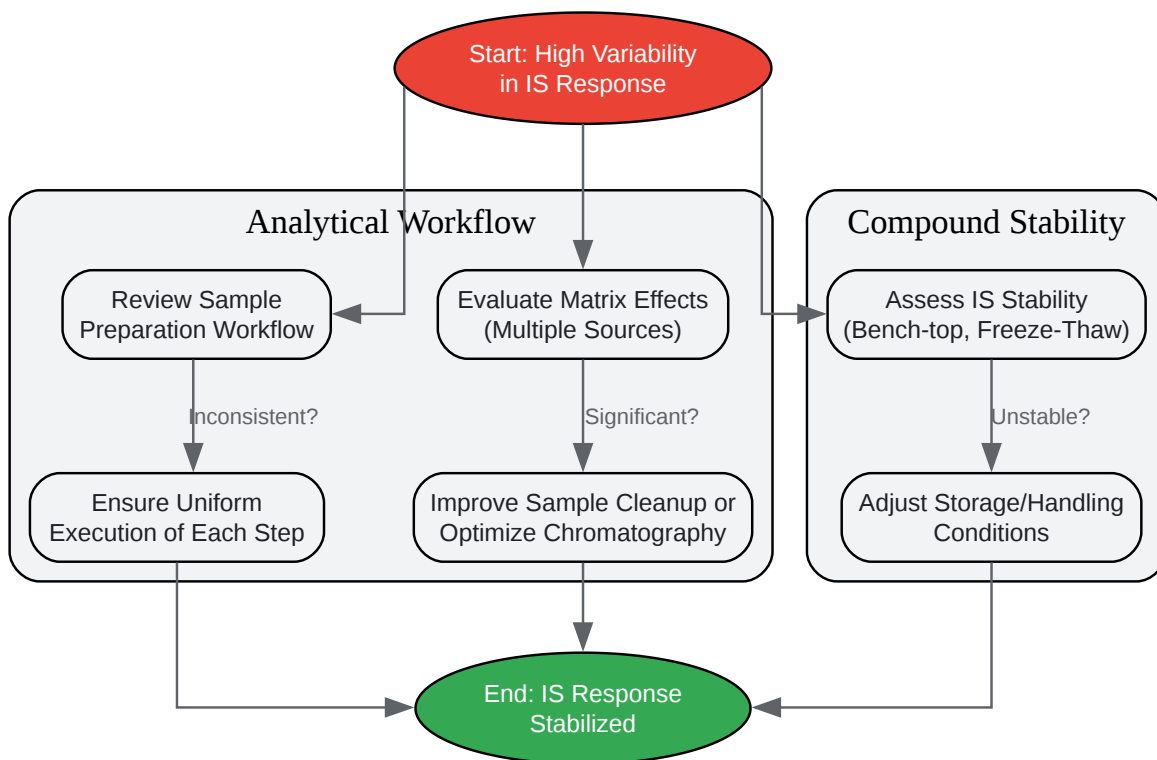 Start: High Variability
in IS Response
Analytical Workflow
Compound Stability
Review Sample
Preparation Workflow
Evaluate Matrix Effects
(Multiple Sources)
Assess IS Stability
(Bench-top, Freeze-Thaw)
Inconsistent?
Significant?
Unstable?
Ensure Uniform
Execution of Each Step
Improve Sample Cleanup or
Optimize Chromatography
Adjust Storage/Handling
Conditions
End: IS Response
Stabilized